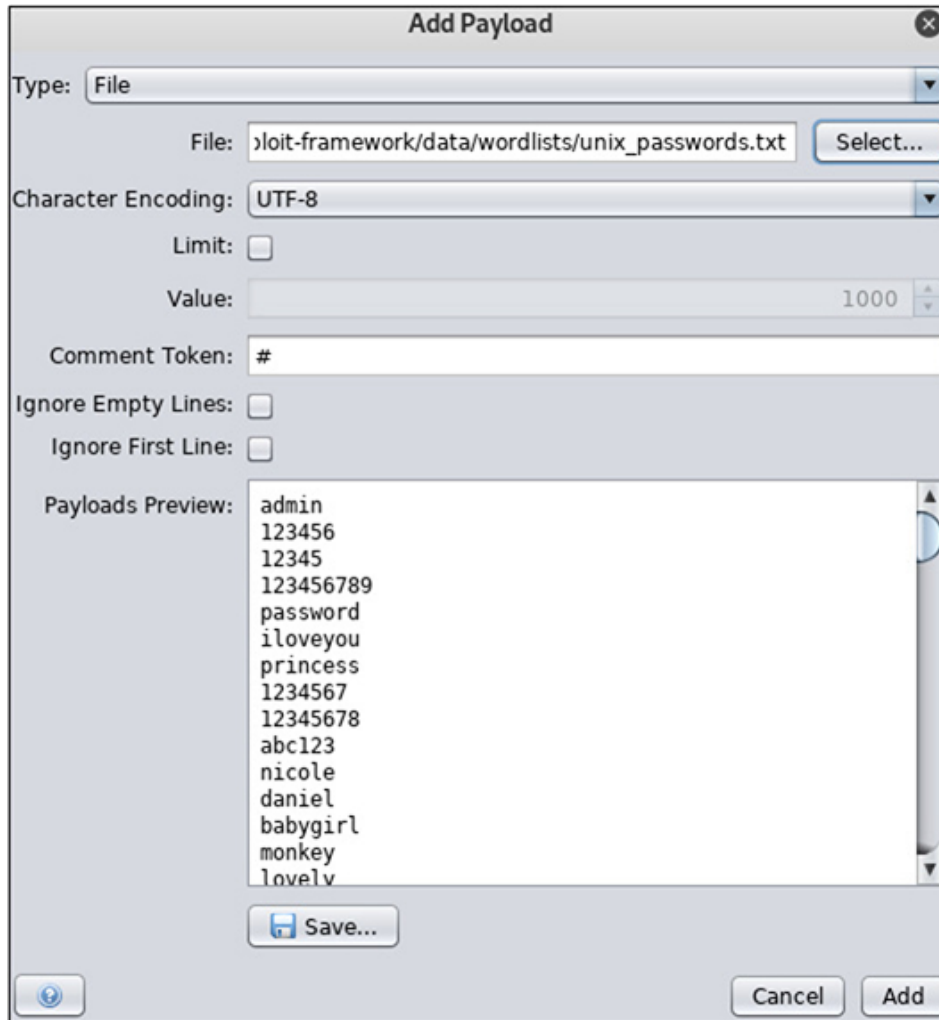 Add Payload
Type: File
File: ploit-framework/data/wordlists/unix_passwords.txt Select...
Character Encoding: UTF-8
Limit:
Value: 1000
Comment Token: #
Ignore Empty Lines:
Ignore First Line:
Payloads Preview: admin
123456
12345
123456789
password
iloveyou
princess
1234567
12345678
abc123
nicole
daniel
babygirl
monkey
lovely
Save...
? Cancel Add